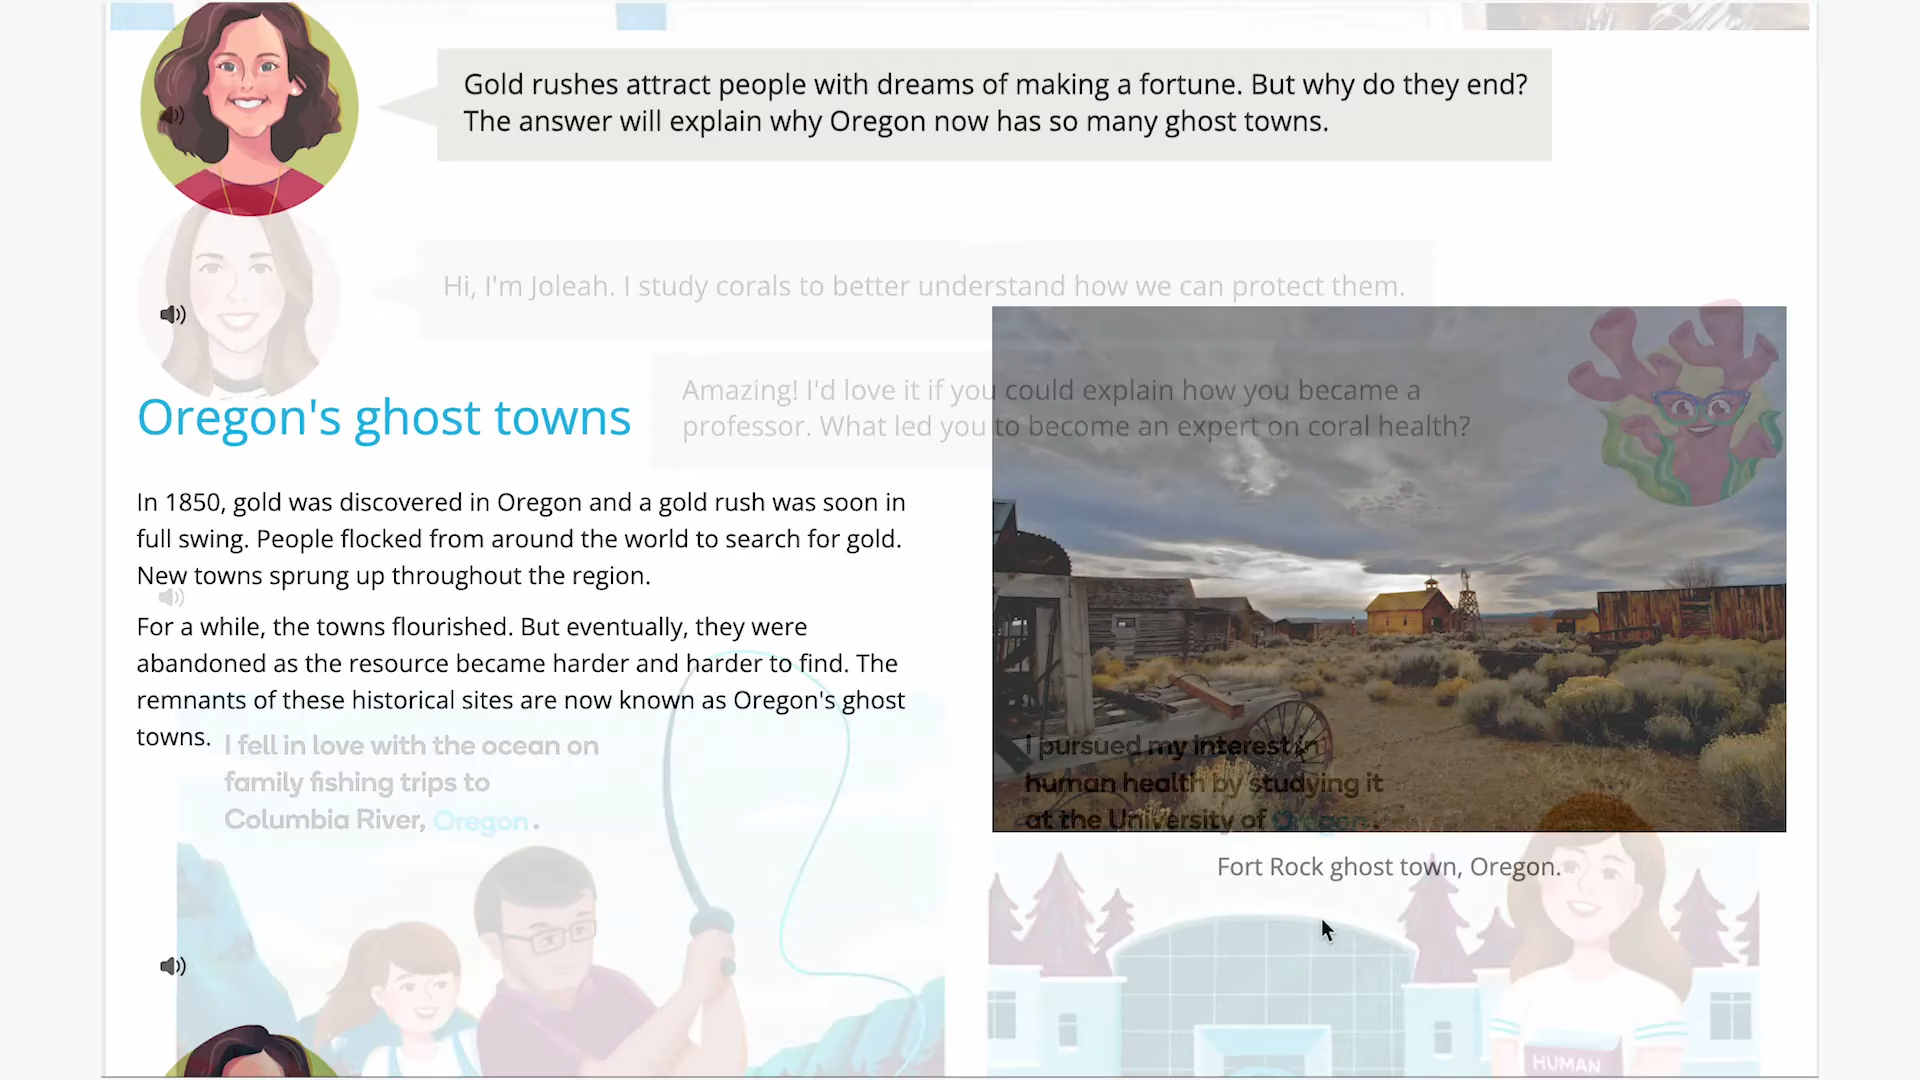 Gold rushes attract people with dreams of making a fortune. But why do they end?
The answer will explain why Oregon now has so many ghost towns.
Hi, I'm Joleah. I study corals to better understand how we can protect them.
Amazing! I'd love it if you could explain how you became a
professor. What led you to become an expert on coral health?
Oregon's ghost towns
In 1850, gold was discovered in Oregon and a gold rush was soon in
full swing. People flocked from around the world to search for gold.
New towns sprung up throughout the region.
For a while, the towns flourished. But eventually, they were
abandoned as the resource became harder and harder to find. The
remnants of these historical sites are now known as Oregon's ghost
towns.
I fell in love with the ocean on
family fishing trips to
Columbia River, Oregon.
I pursued my interest in
human health by studying it
at the University of Oregon.
Fort Rock ghost town, Oregon.
HUMAN